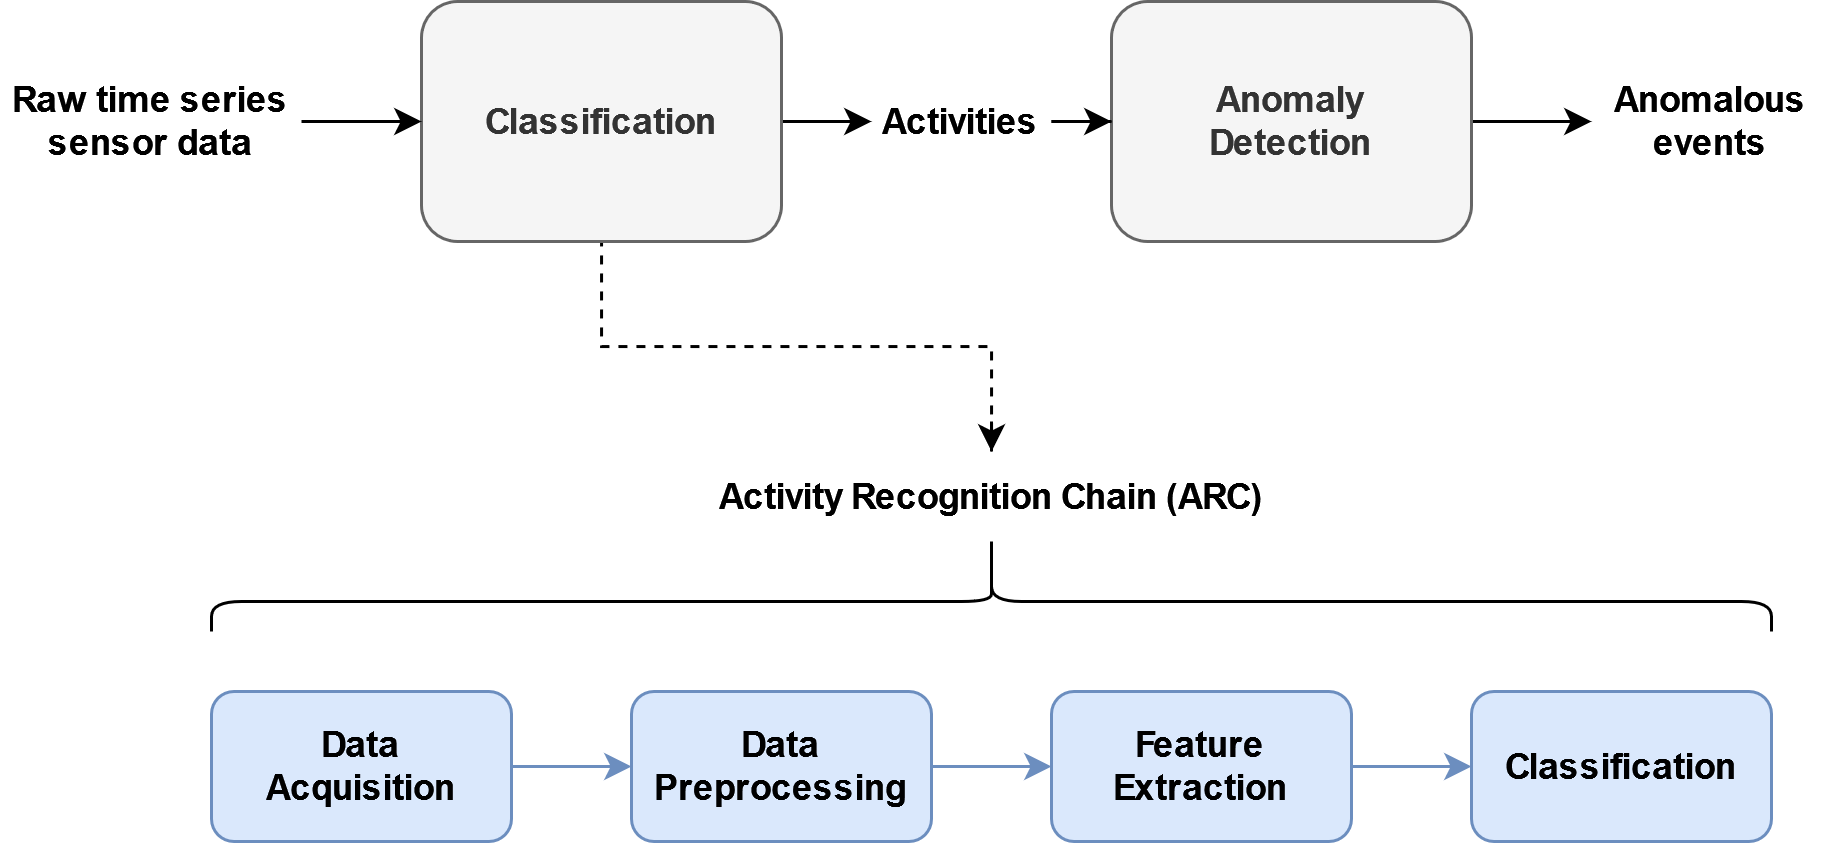 Raw time series
sensor data
Classification
Activities
Anomaly
Detection
Anomalous
events
Activity Recognition Chain (ARC)
Data
Acquisition
Data
Preprocessing
Feature
Extraction
Classification